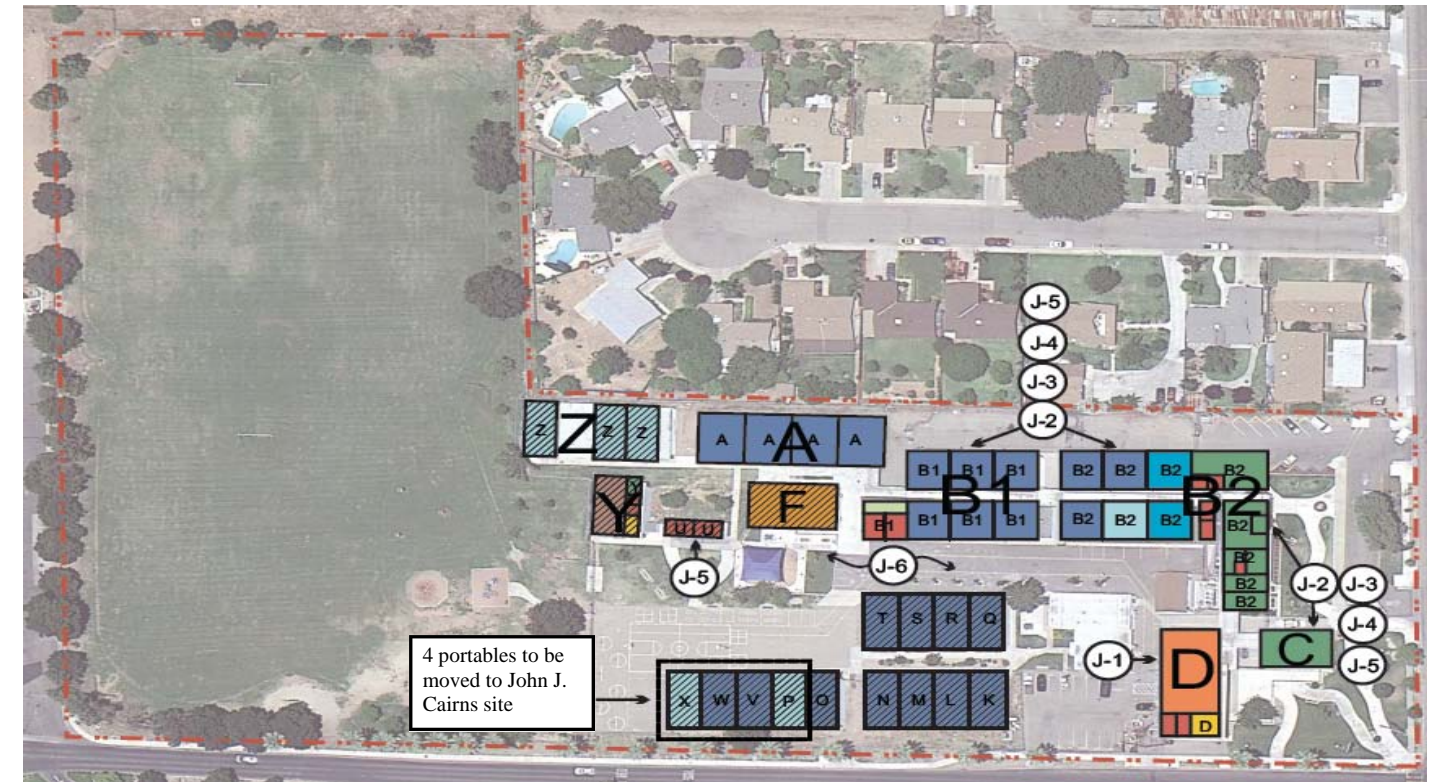 J-5
J-4
J-3
J-2
Z Z Z Z
A A A A A
B1 B1 B1
B2 B2 B2 B2
Y
U U U
F
B1 B1 B1 B1
B1
B2 B2 B2
B2
B2
B2
B2
B2
J-5
J-6
J-2 J-3
J-4
J-5
T S R Q
J-1
D
C
D
4 portables to be
moved to John J.
Cairns site
X W V P O
N M L K